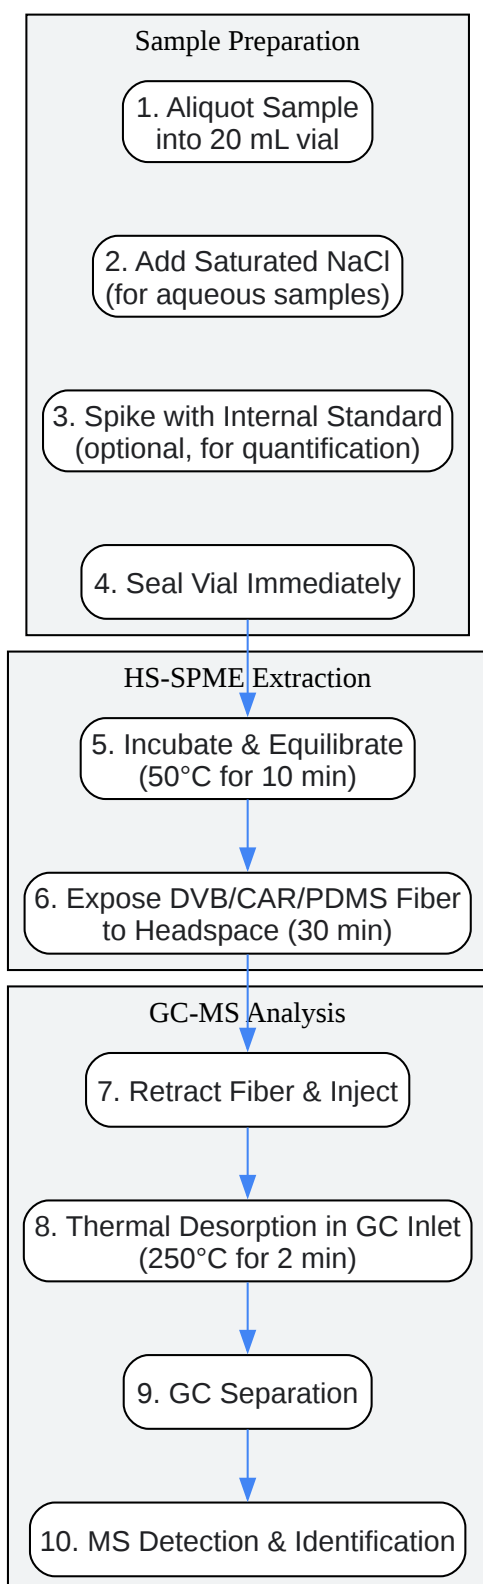 Sample Preparation
1. Aliquot Sample
into 20 mL vial
2. Add Saturated NaCl
(for aqueous samples)
3. Spike with Internal Standard
(optional, for quantification)
4. Seal Vial Immediately
HS-SPME Extraction
5. Incubate & Equilibrate
(50°C for 10 min)
6. Expose DVB/CAR/PDMS Fiber
to Headspace (30 min)
GC-MS Analysis
7. Retract Fiber & Inject
8. Thermal Desorption in GC Inlet
(250°C for 2 min)
9. GC Separation
10. MS Detection & Identification